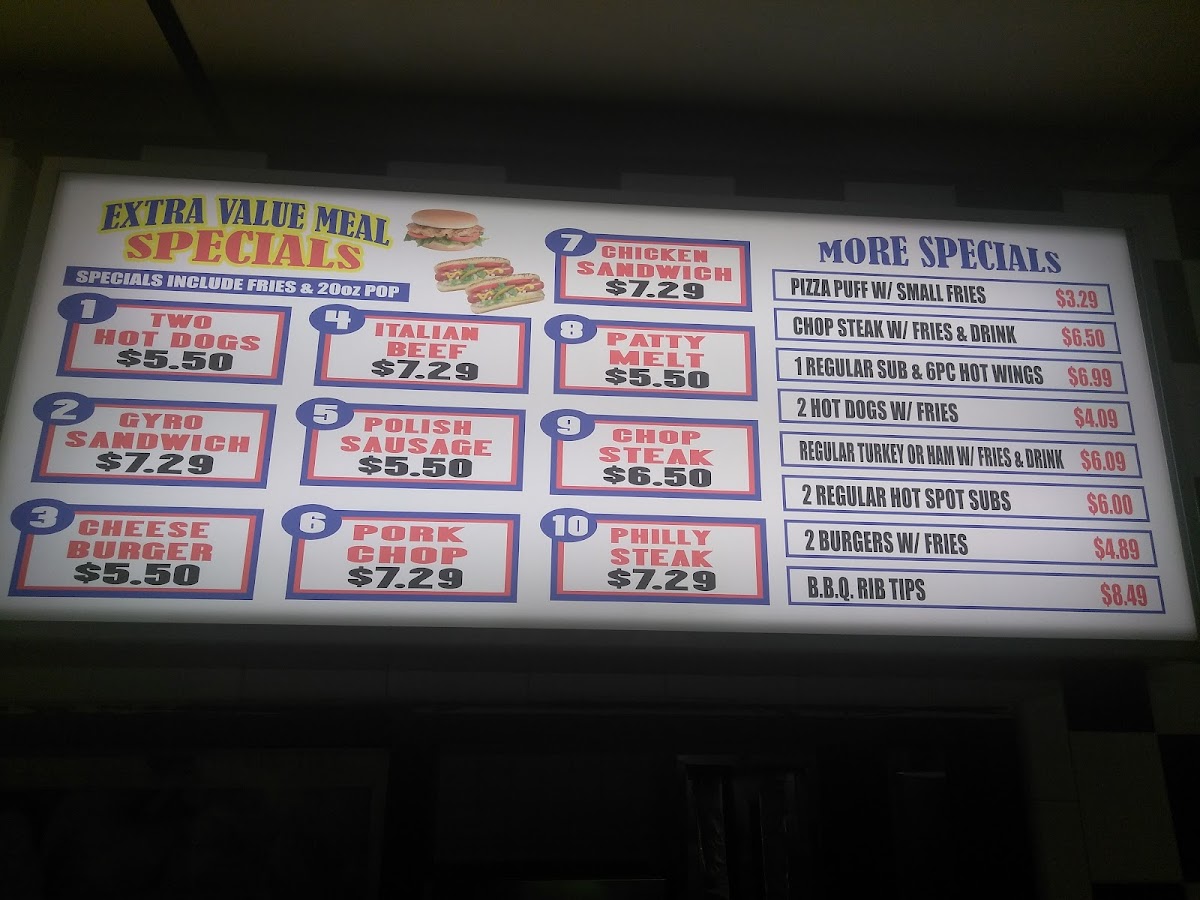 EXTRA VALUE MEAL
SPECIALS
SPECIALS INCLUDE FRIES & 20oz POP
1
TWO
HOT DOGS
$5.50
2
GYRO
SANDWICH
$7.29
3
CHEESE
BURGER
$5.50
4
ITALIAN
BEEF
$7.29
5
POLISH
SAUSAGE
$5.50
6
PORK
CHOP
$7.29
7
CHICKEN
SANDWICH
$7.29
8
PATTY
MELT
$5.50
9
CHOP
STEAK
$6.50
10
PHILLY
STEAK
$7.29
MORE SPECIALS
PIZZA PUFF W/ SMALL FRIES $3.29
CHOP STEAK W/ FRIES & DRINK $6.50
1 REGULAR SUB & 6PC HOT WINGS $6.99
2 HOT DOGS W/ FRIES $4.09
REGULAR TURKEY OR HAM W/ FRIES & DRINK $6.09
2 REGULAR HOT SPOT SUBS $6.00
2 BURGERS W/ FRIES $4.89
B.B.Q. RIB TIPS $8.49